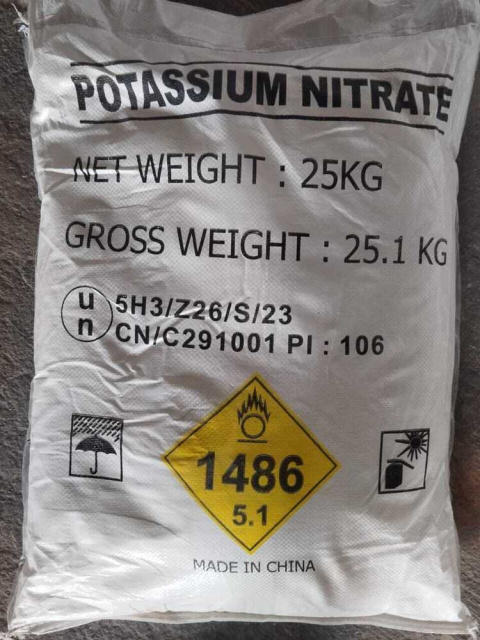 POTASSIUM NITRATE
NET WEIGHT : 25KG
GROSS WEIGHT : 25.1 KG
un 5H3/Z26/S/23
CN/C291001 PI : 106
1486
5.1
MADE IN CHINA